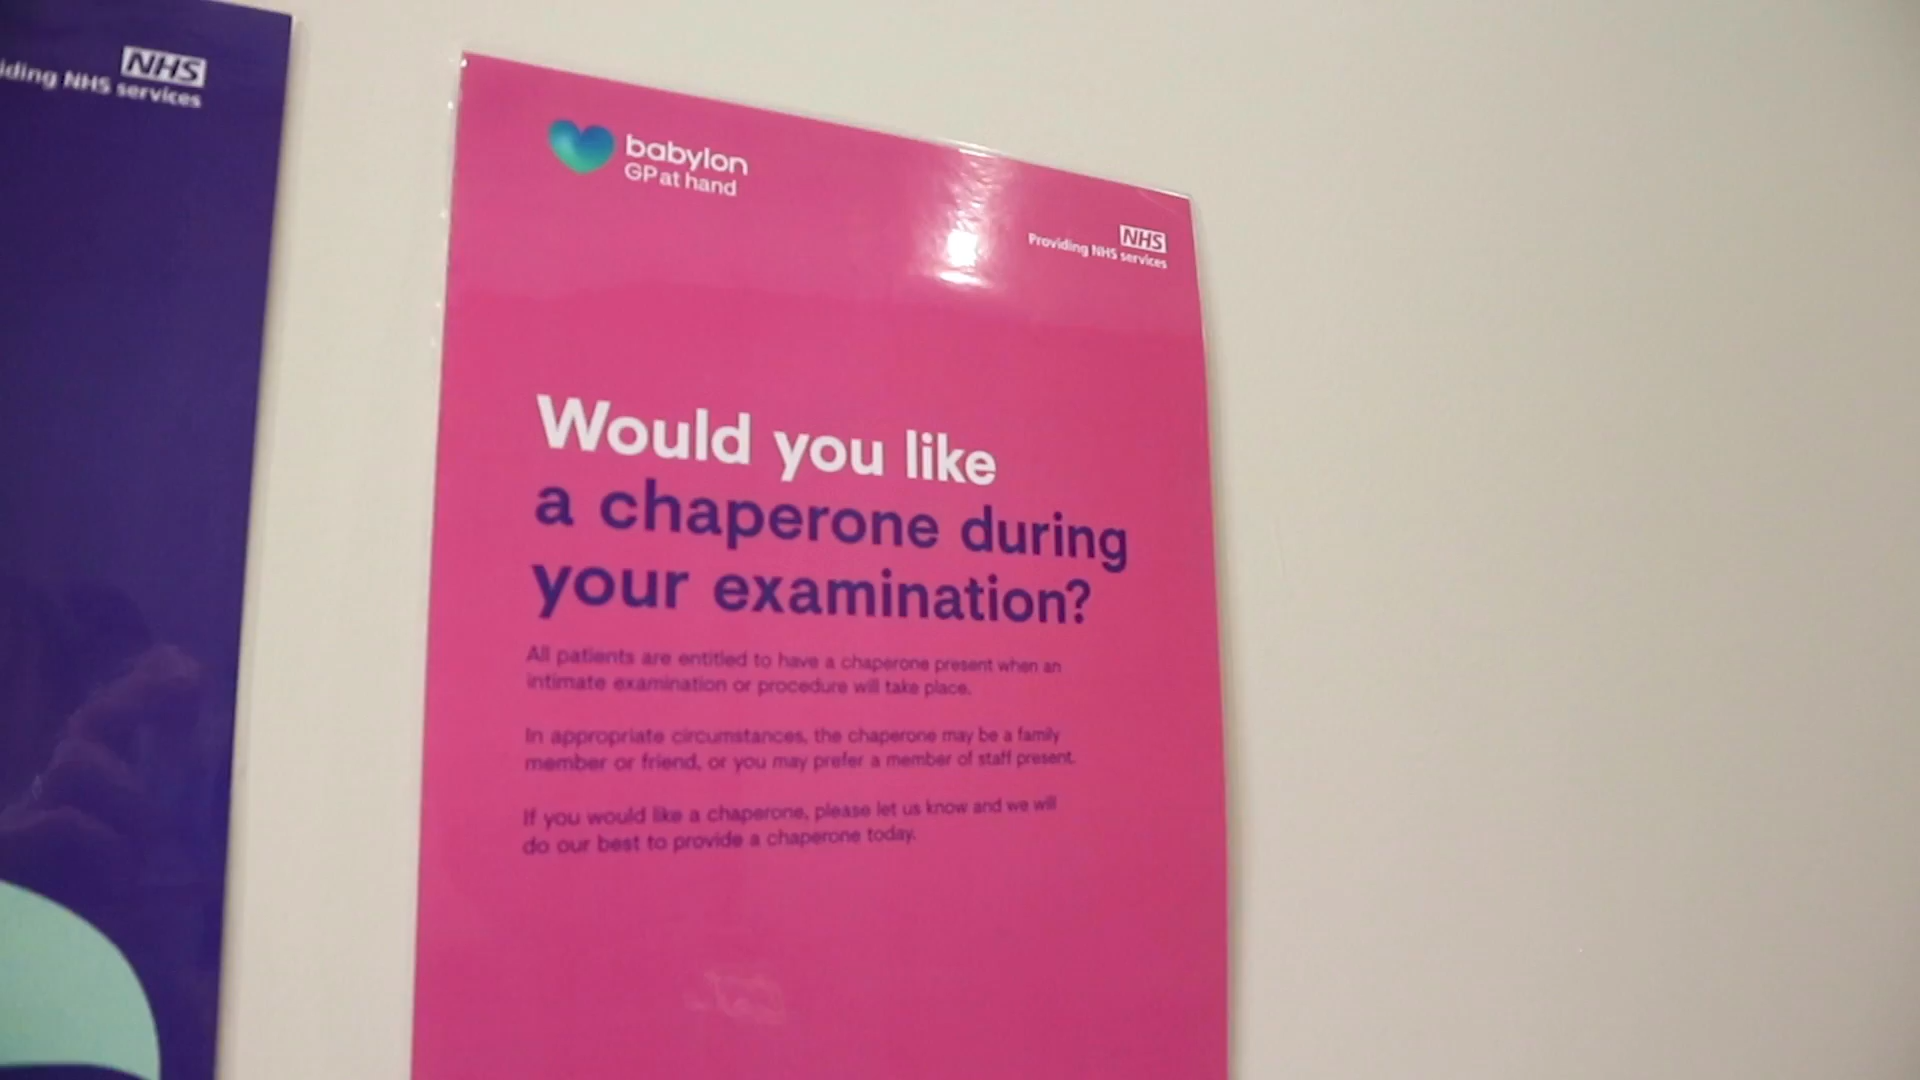 NHS
iding NHS services
babylon
GP at hand
NHS
Providing NHS services
Would you like
a chaperone during
your examination?
All patients are entitled to have a chaperone present when an
intimate examination or procedure will take place.
In appropriate circumstances, the chaperone may be a family
member or friend, or you may prefer a member of staff present.
If you would like a chaperone, please let us know and we will
do our best to provide a chaperone today.